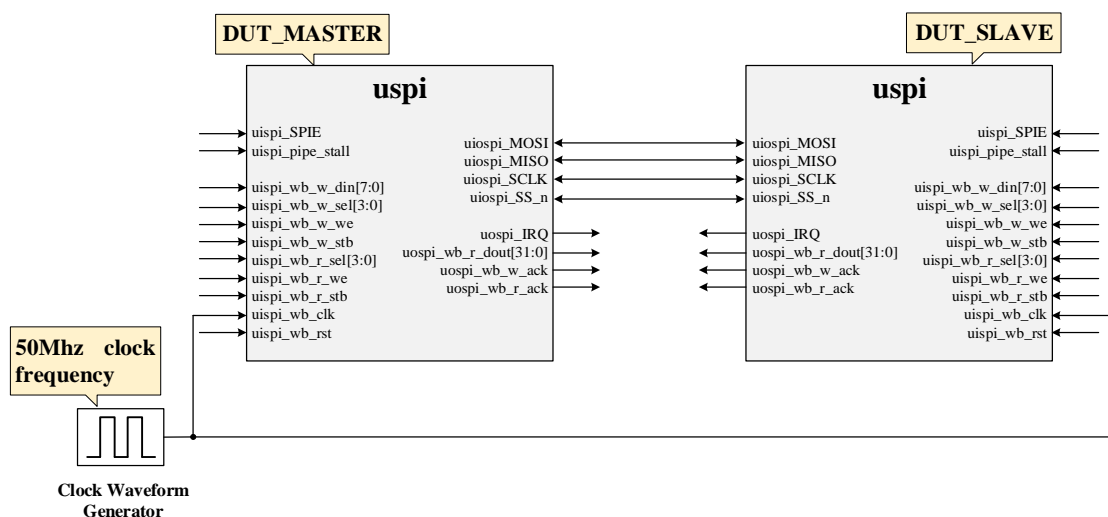 DUT_MASTER
uspi
uispi_SPIE
uispi_pipe_stall
uispi_wb_w_din[7:0]
uispi_wb_w_sel[3:0]
uispi_wb_w_we
uispi_wb_w_stb
uispi_wb_r_sel[3:0]
uispi_wb_r_we
uispi_wb_r_stb
uispi_wb_clk
uispi_wb_rst
uiospi_MOSI
uiospi_MISO
uiospi_SCLK
uiospi_SS_n
uospi_IRQ
uospi_wb_r_dout[31:0]
uospi_wb_w_ack
uospi_wb_r_ack
DUT_SLAVE
uspi
uiospi_MOSI
uiospi_MISO
uiospi_SCLK
uiospi_SS_n
uospi_IRQ
uospi_wb_r_dout[31:0]
uospi_wb_w_ack
uospi_wb_r_ack
uispi_SPIE
uispi_pipe_stall
uispi_wb_w_din[7:0]
uispi_wb_w_sel[3:0]
uispi_wb_w_we
uispi_wb_w_stb
uispi_wb_r_sel[3:0]
uispi_wb_r_we
uispi_wb_r_stb
uispi_wb_clk
uispi_wb_rst
50Mhz clock
frequency
Clock Waveform
Generator